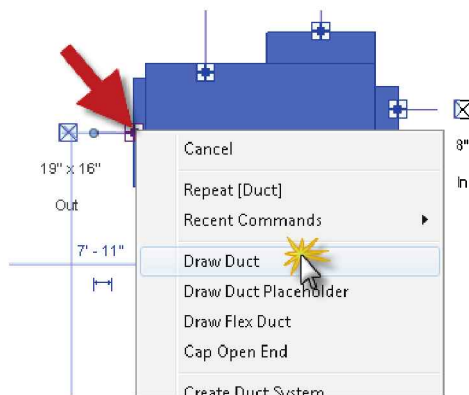 19" x 16"
Out
7' - 11"
8"
In
Cancel
Repeat [Duct]
Recent Commands
Draw Duct
Draw Duct Placeholder
Draw Flex Duct
Cap Open End
Create Duct System